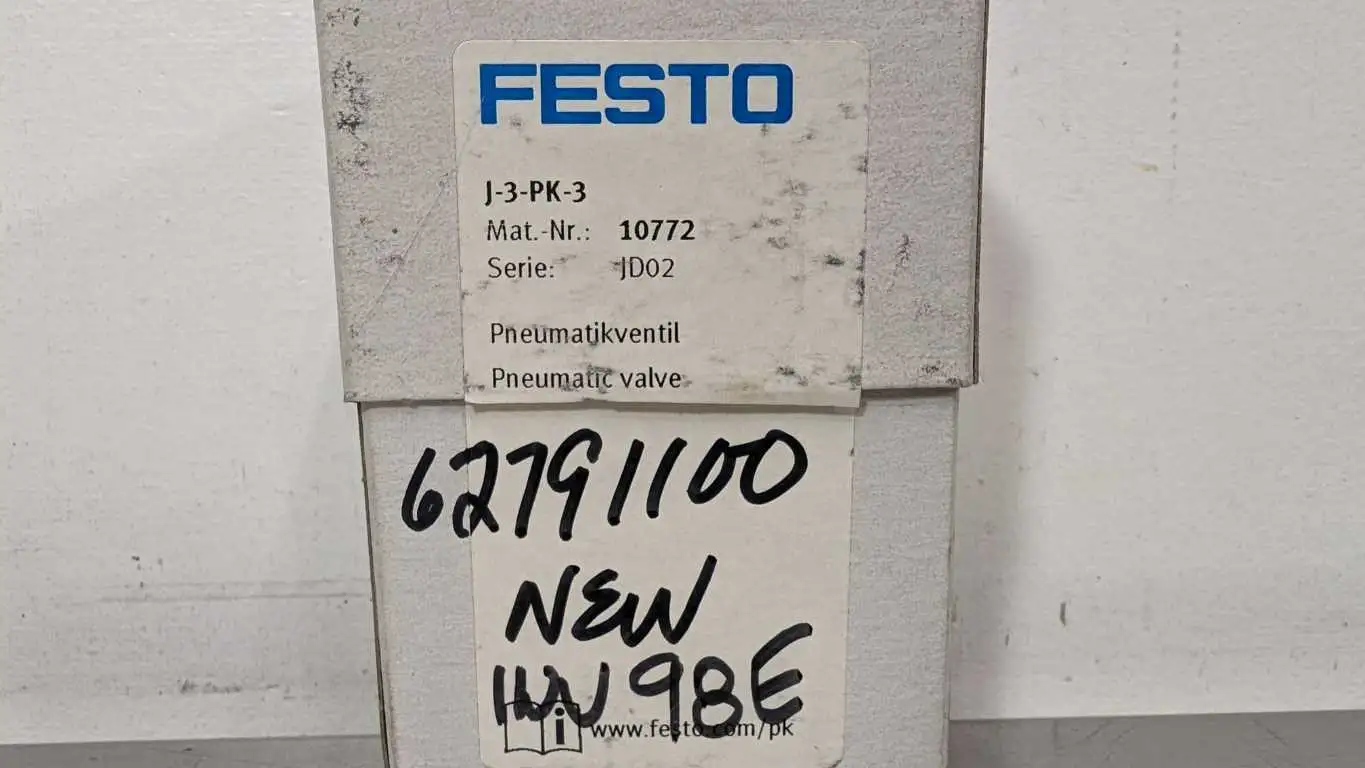 FESTO
J-3-PK-3
Mat.-Nr.: 10772
Serie: JD02
Pneumatikventil
Pneumatic valve
62791100
NEW
98E
i www.festo.com/pk